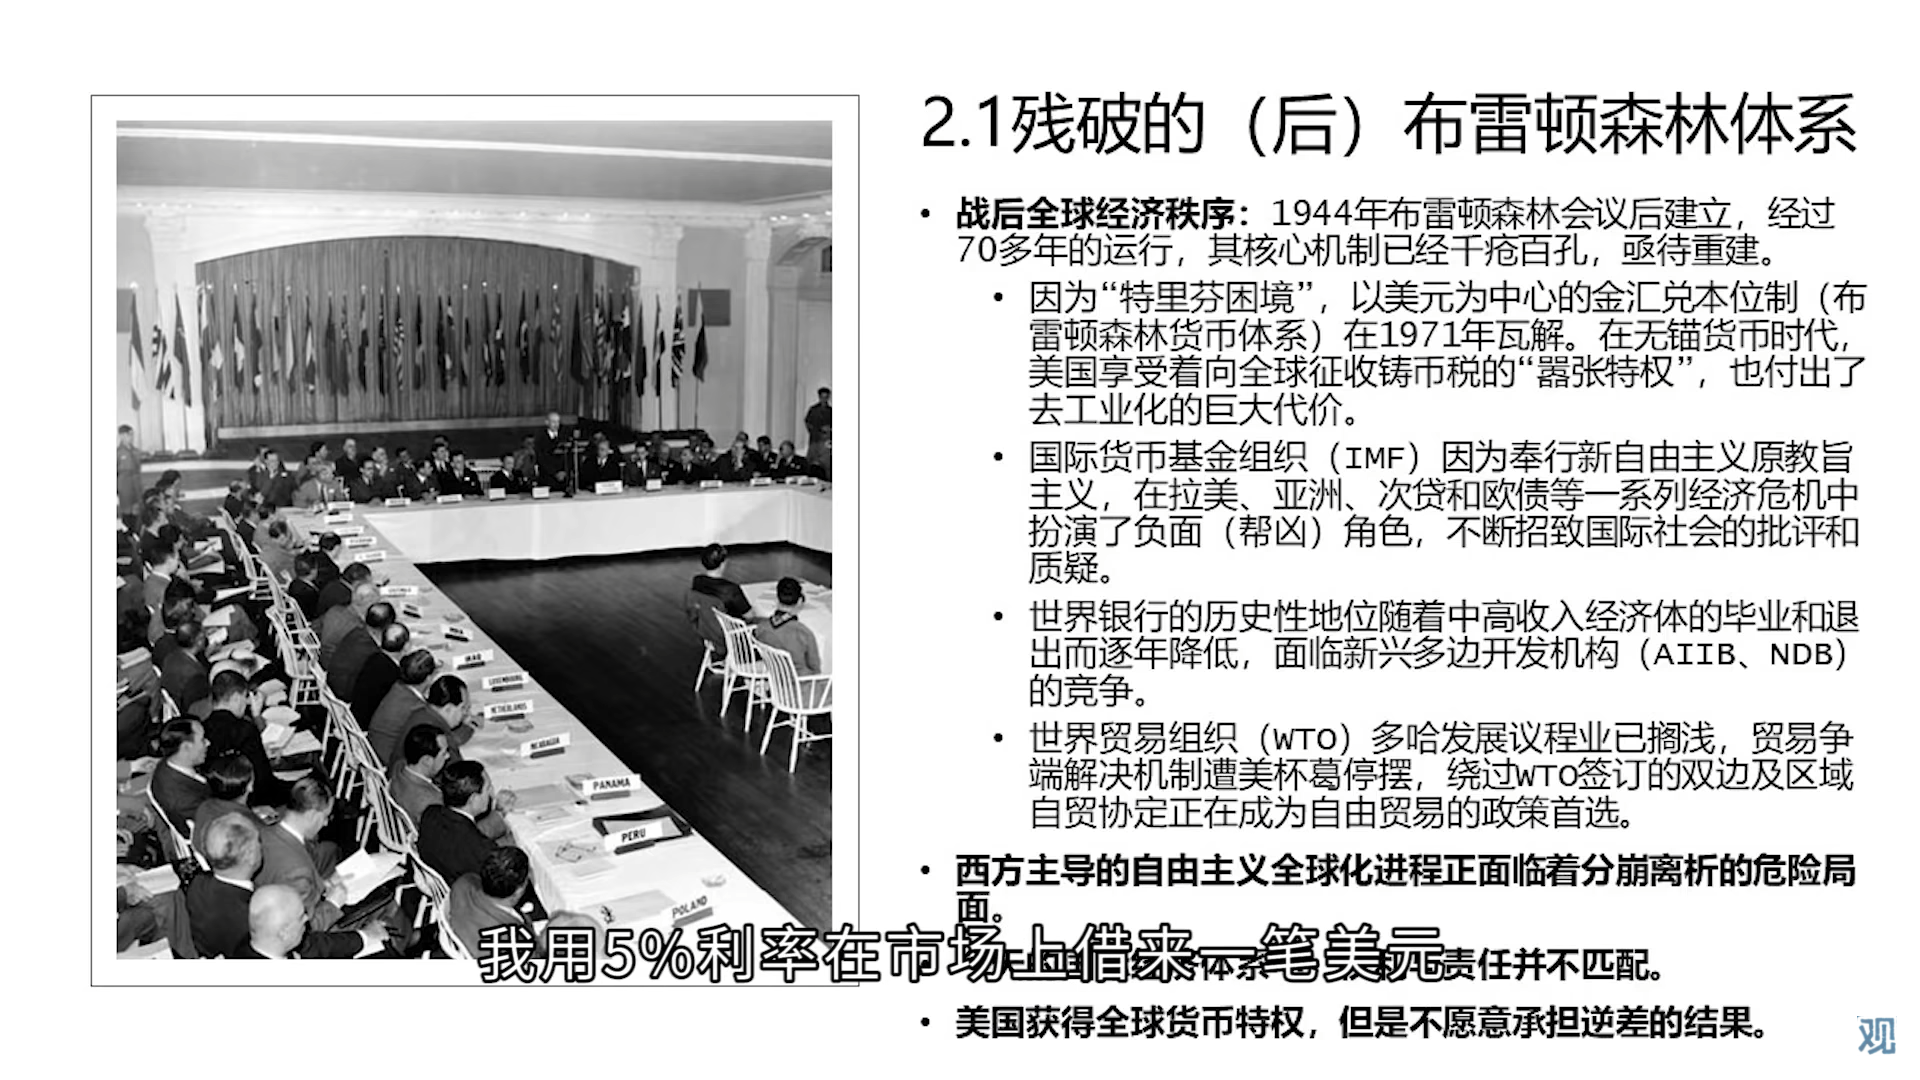 2.1残破的（后）布雷顿森林体系
• 战后全球经济秩序：1944年布雷顿森林会议后建立，经过
70多年的运行，其核心机制已经千疮百孔，亟待重建。
• 因为“特里芬困境”，以美元为中心的金汇兑本位制（布
雷顿森林货币体系）在1971年瓦解。在无锚货币时代，
美国享受着向全球征收铸币税的“嚣张特权”，也付出了
去工业化的巨大代价。
• 国际货币基金组织（IMF）因为奉行新自由主义原教旨
主义，在拉美、亚洲、次贷和欧债等一系列经济危机中
扮演了负面（帮凶）角色，不断招致国际社会的批评和
质疑。
• 世界银行的历史性地位随着中高收入经济体的毕业和退
出而逐年降低，面临新兴多边开发机构（AIIB、NDB）
的竞争。
• 世界贸易组织（WTO）多哈发展议程业已搁浅，贸易争
端解决机制遭美杯葛停摆，绕过WTO签订的双边及区域
自贸协定正在成为自由贸易的政策首选。
• 西方主导的自由主义全球化进程正面临着分崩离析的危险局
面。
责任并不匹配。
• 美国获得全球货币特权，但是不愿意承担逆差的结果。
我用5%利率在市场上借来一笔美元
观
IRAQ
LUXEMBOURG
NETHERLANDS
NICARAGUA
PANAMA
PERU
POLAND